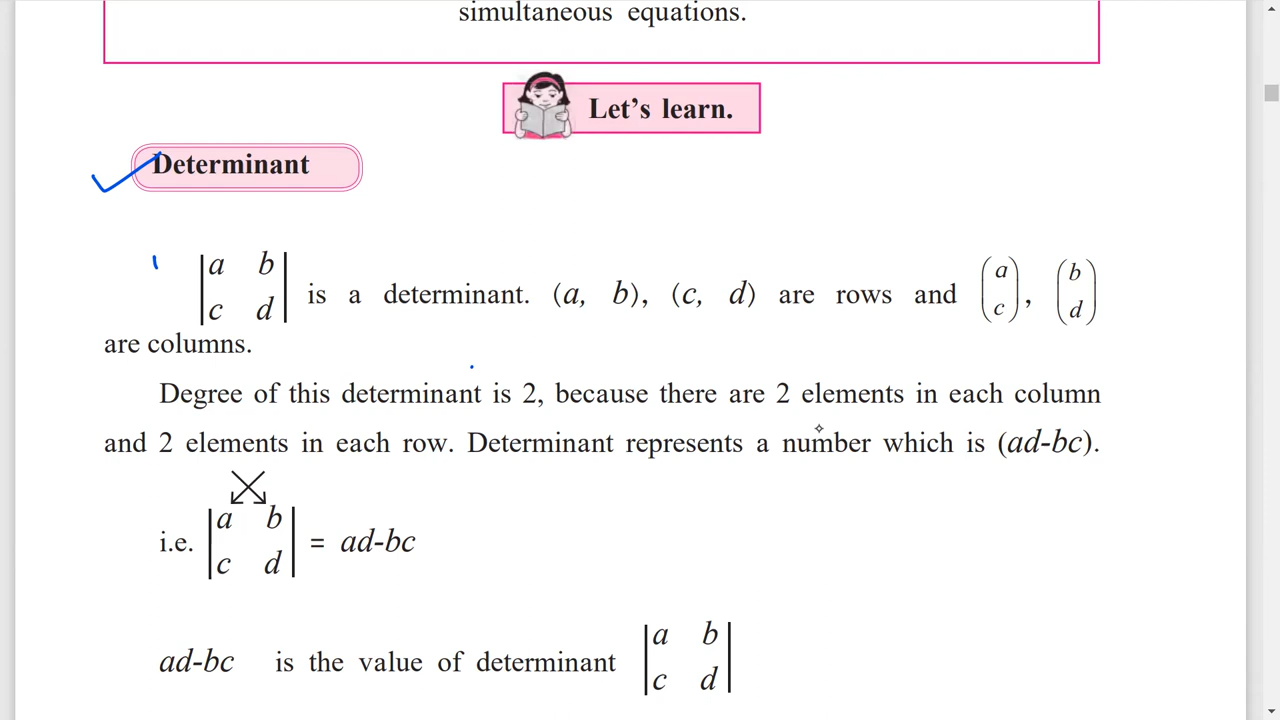 simultaneous equations.
Let's learn.
Determinant
|a b|
|c d| is a determinant. (a, b), (c, d) are rows and (a c), (b d)
are columns.
Degree of this determinant is 2, because there are 2 elements in each column
and 2 elements in each row. Determinant represents a number which is (ad-bc).
i.e. |a b|
|c d| = ad-bc
ad-bc is the value of determinant |a b|
|c d|